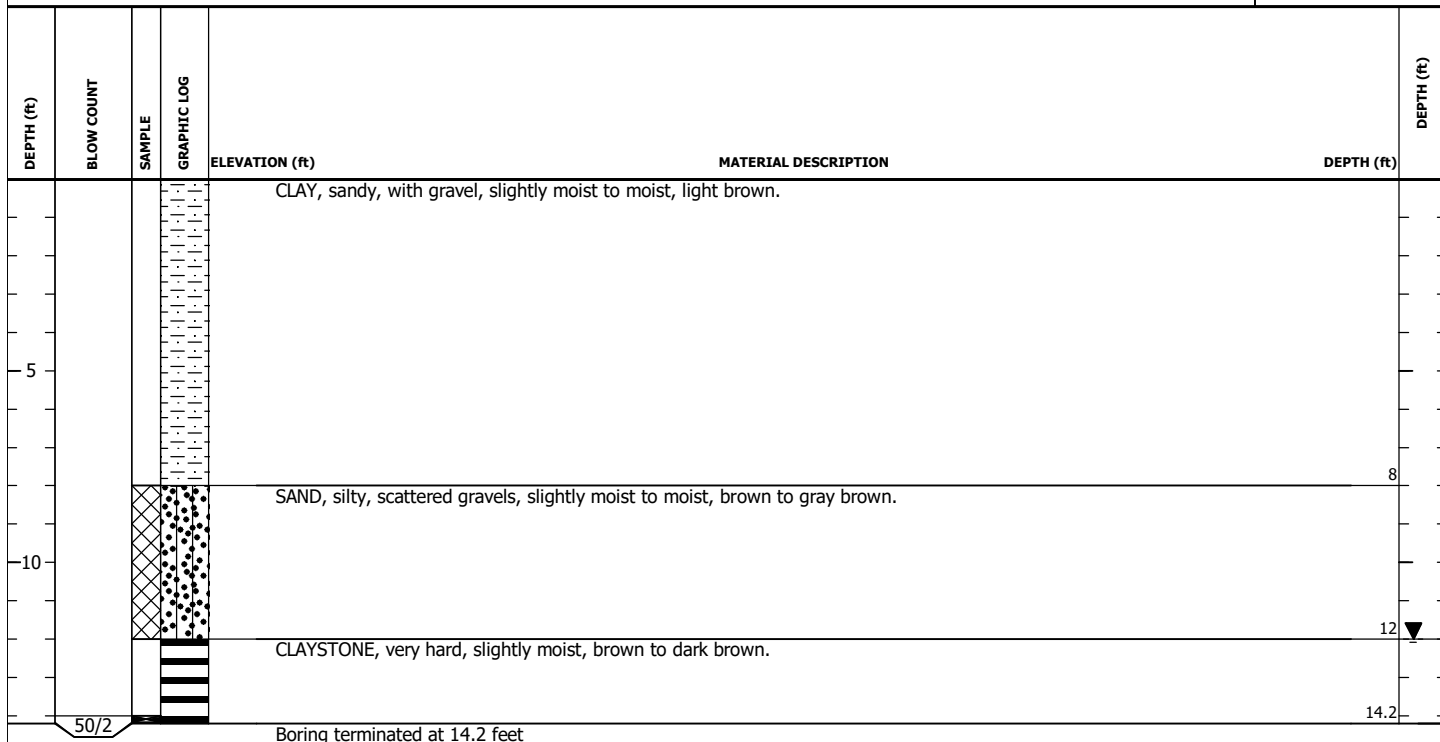 DEPTH (ft)
BLOW COUNT
SAMPLE
GRAPHIC LOG
ELEVATION (ft)
MATERIAL DESCRIPTION
DEPTH (ft)
DEPTH (ft)
CLAY, sandy, with gravel, slightly moist to moist, light brown.
5
8
SAND, silty, scattered gravels, slightly moist to moist, brown to gray brown.
10
12
CLAYSTONE, very hard, slightly moist, brown to dark brown.
14.2
50/2
Boring terminated at 14.2 feet